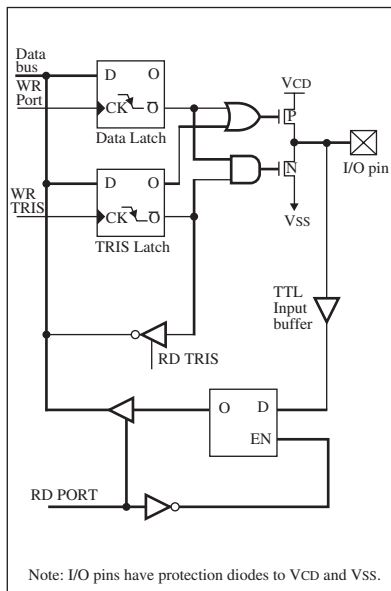 Data
bus
D O
WR
Port
CK O
VCD
P
Data Latch
I/O pin
N
D O
WR
TRIS
CK O
VSS
TRIS Latch
TTL
Input
buffer
RD TRIS
O D
EN
RD PORT
Note: I/O pins have protection diodes to VCD and VSS.